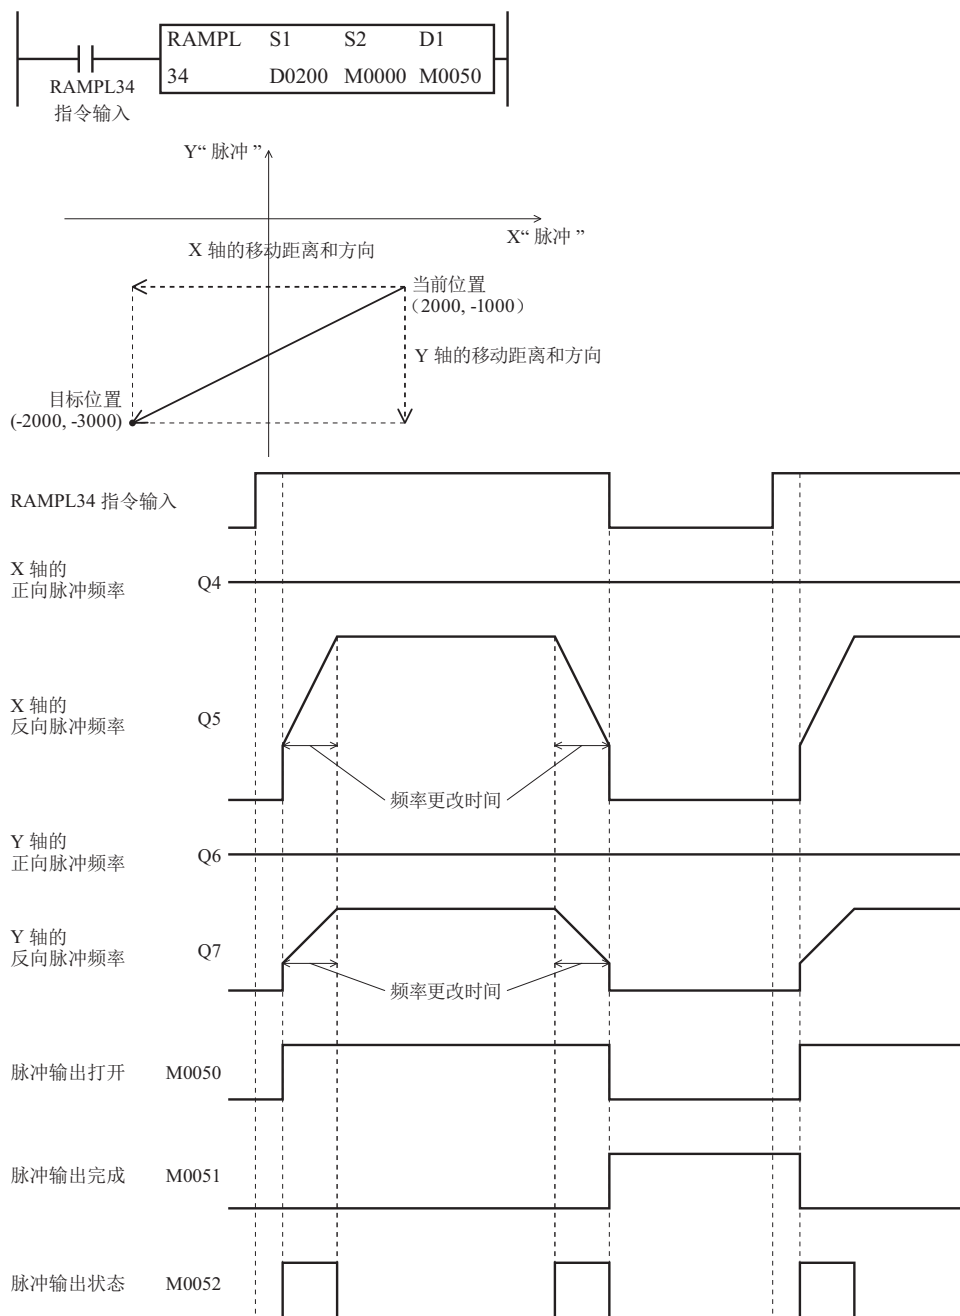 RAMPL S1 S2 D1
34 D0200 M0000 M0050
RAMPL34
指令输入
Y“ 脉冲 ”
X“ 脉冲 ”
X 轴的移动距离和方向
当前位置
（2000, -1000）
Y 轴的移动距离和方向
目标位置
(-2000, -3000)
RAMPL34 指令输入
X 轴的
正向脉冲频率 Q4
X 轴的
反向脉冲频率 Q5
频率更改时间
Y 轴的
正向脉冲频率 Q6
Y 轴的
反向脉冲频率 Q7
频率更改时间
脉冲输出打开 M0050
脉冲输出完成 M0051
脉冲输出状态 M0052